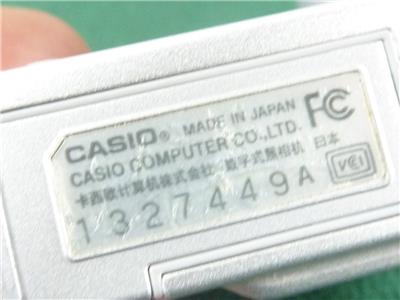 CASIO® MADE IN JAPAN FC
CASIO COMPUTER CO.,LTD.
卡西欧计算机株式会社 数字式照相机 日本
1327449A VCI